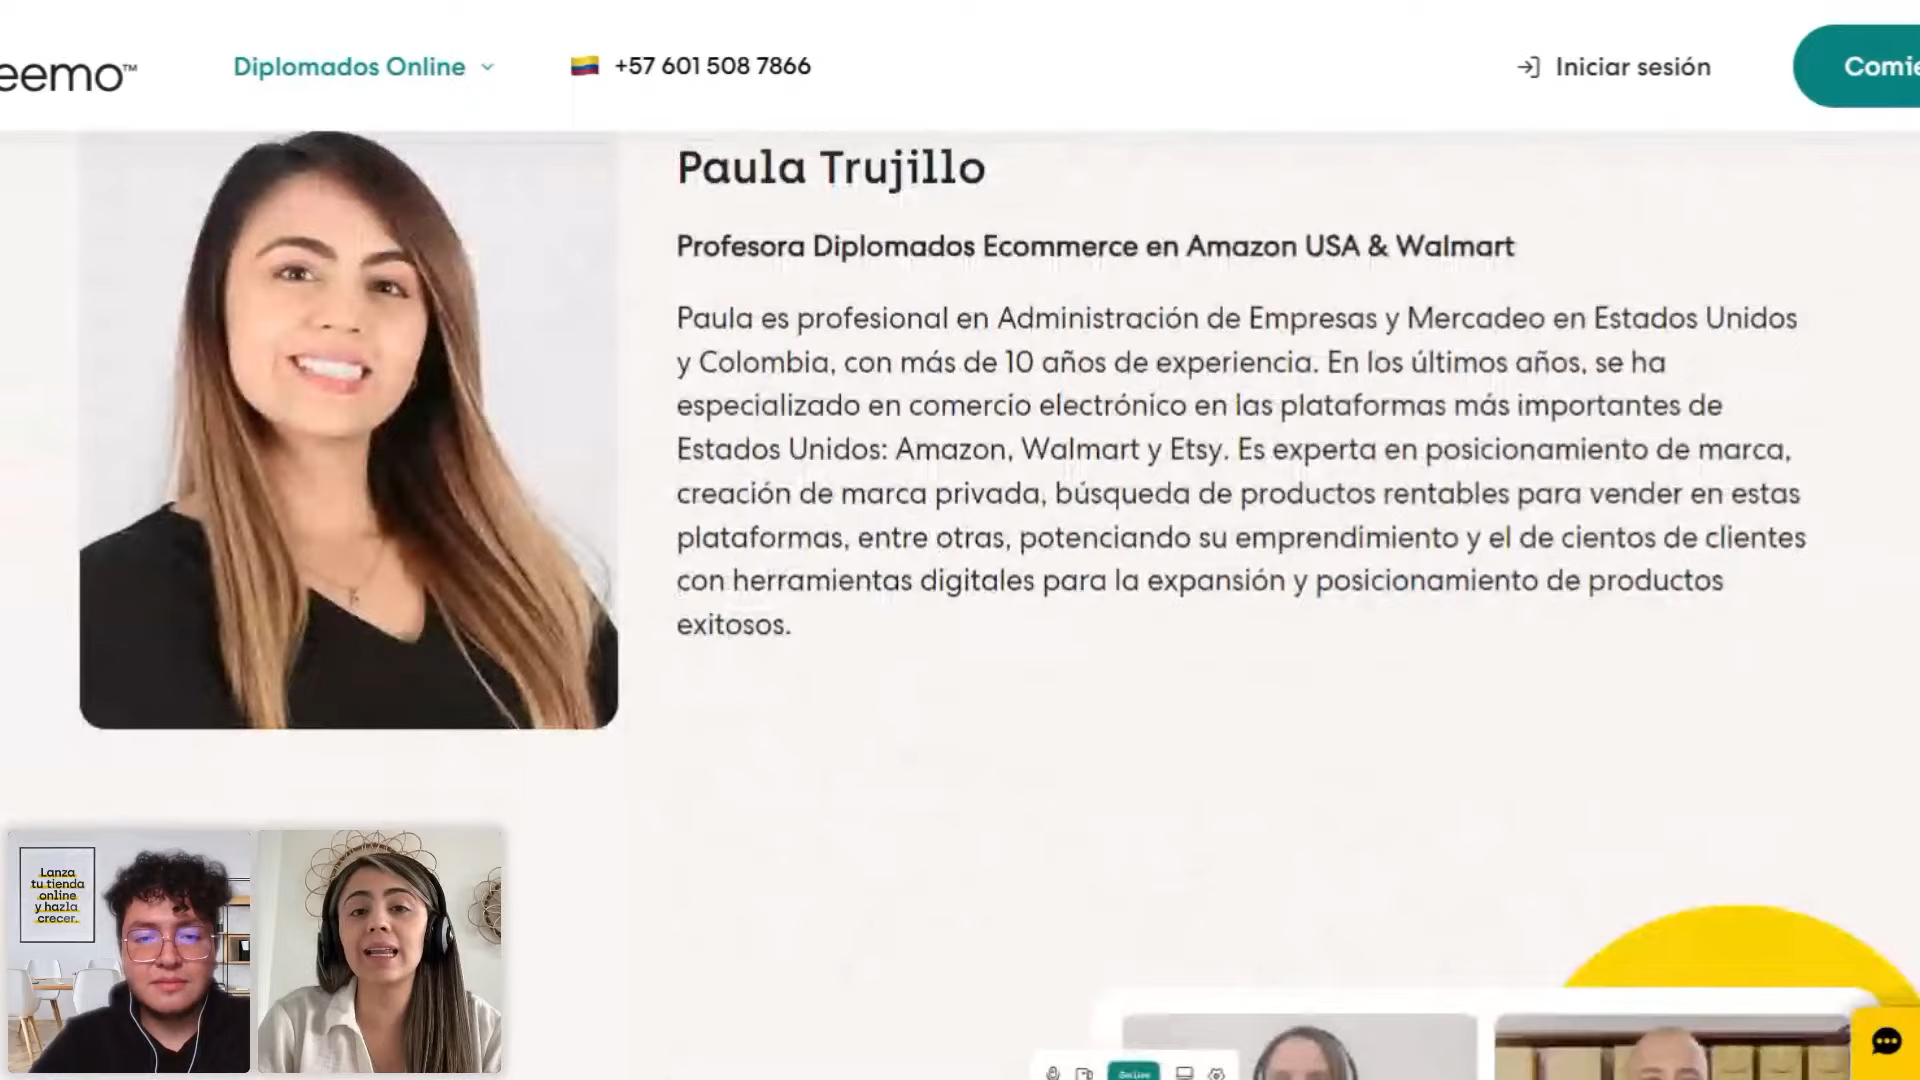 eemo™
Diplomados Online
+57 601 508 7866
Iniciar sesión
Comie
Paula Trujillo
Profesora Diplomados Ecommerce en Amazon USA & Walmart
Paula es profesional en Administración de Empresas y Mercadeo en Estados Unidos
y Colombia, con más de 10 años de experiencia. En los últimos años, se ha
especializado en comercio electrónico en las plataformas más importantes de
Estados Unidos: Amazon, Walmart y Etsy. Es experta en posicionamiento de marca,
creación de marca privada, búsqueda de productos rentables para vender en estas
plataformas, entre otras, potenciando su emprendimiento y el de cientos de clientes
con herramientas digitales para la expansión y posicionamiento de productos
exitosos.
Lanza
tu tienda
online
y hazla
crecer.